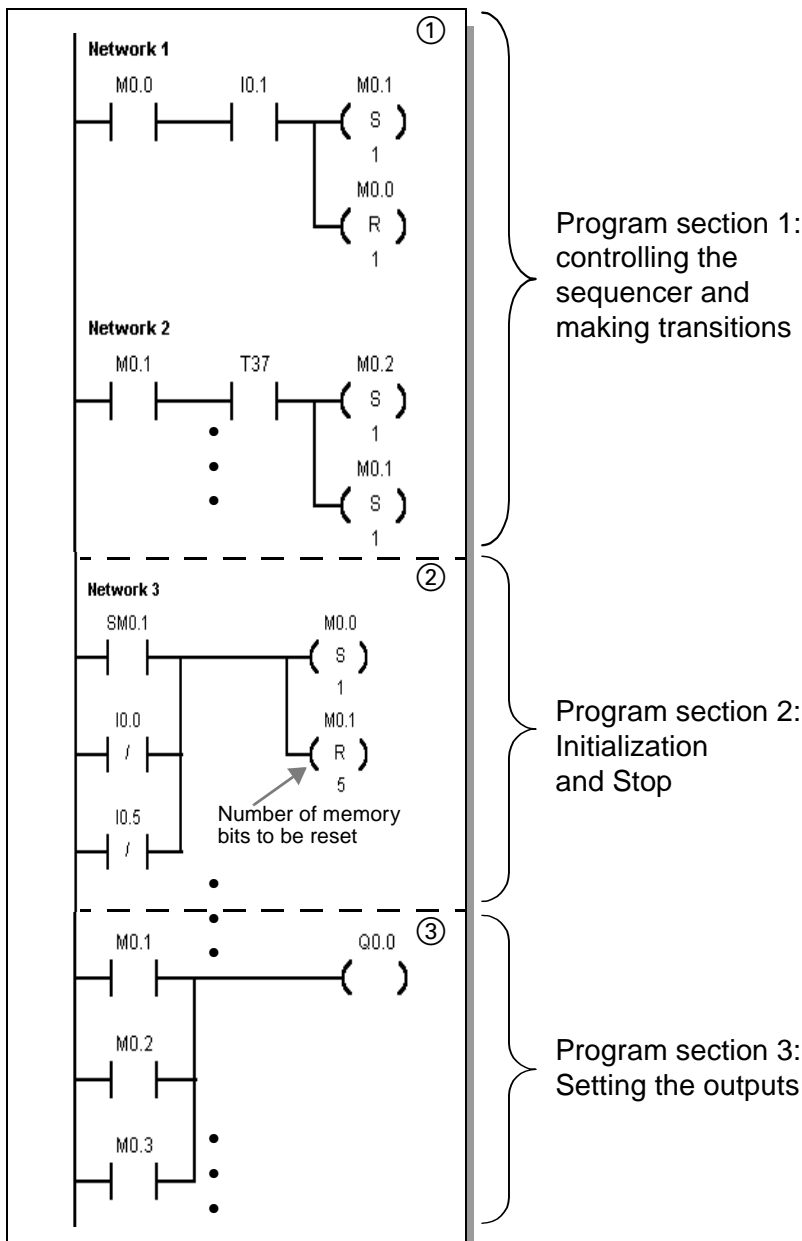 ①
Network 1
M0.0 I0.1 M0.1
S
1
M0.0
R
1
Network 2
M0.1 T37 M0.2
S
1
M0.1
S
1
Program section 1:
controlling the
sequencer and
making transitions
②
Network 3
SM0.1 M0.0
S
1
I0.0 M0.1
/ R
5
Number of memory
bits to be reset
I0.5
/
Program section 2:
Initialization
and Stop
③
M0.1 Q0.0
M0.2
M0.3
Program section 3:
Setting the outputs